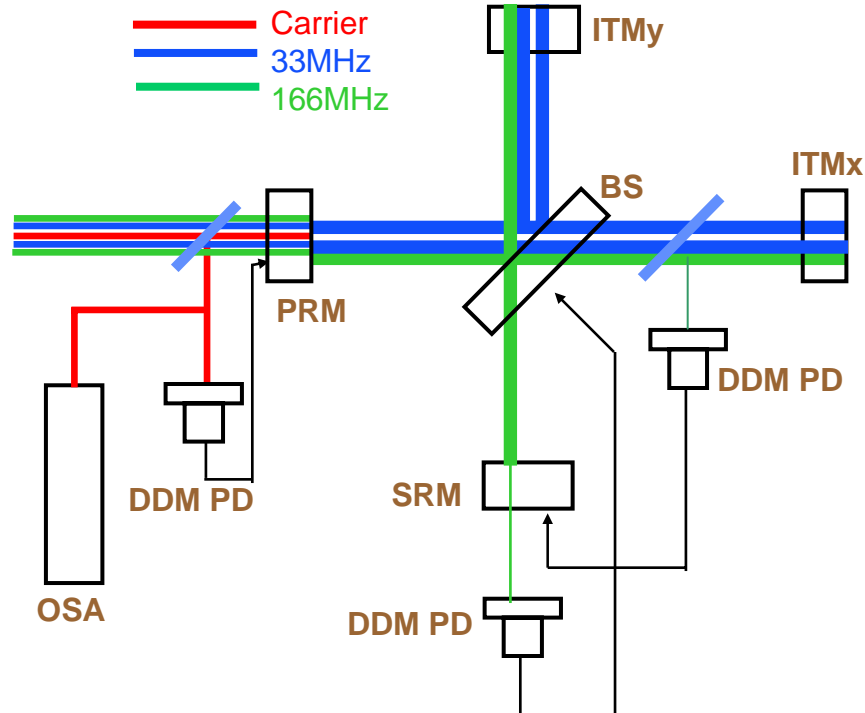 Carrier
33MHz
166MHz
ITMy
ITMx
BS
PRM
DDM PD
DDM PD
SRM
OSA
DDM PD